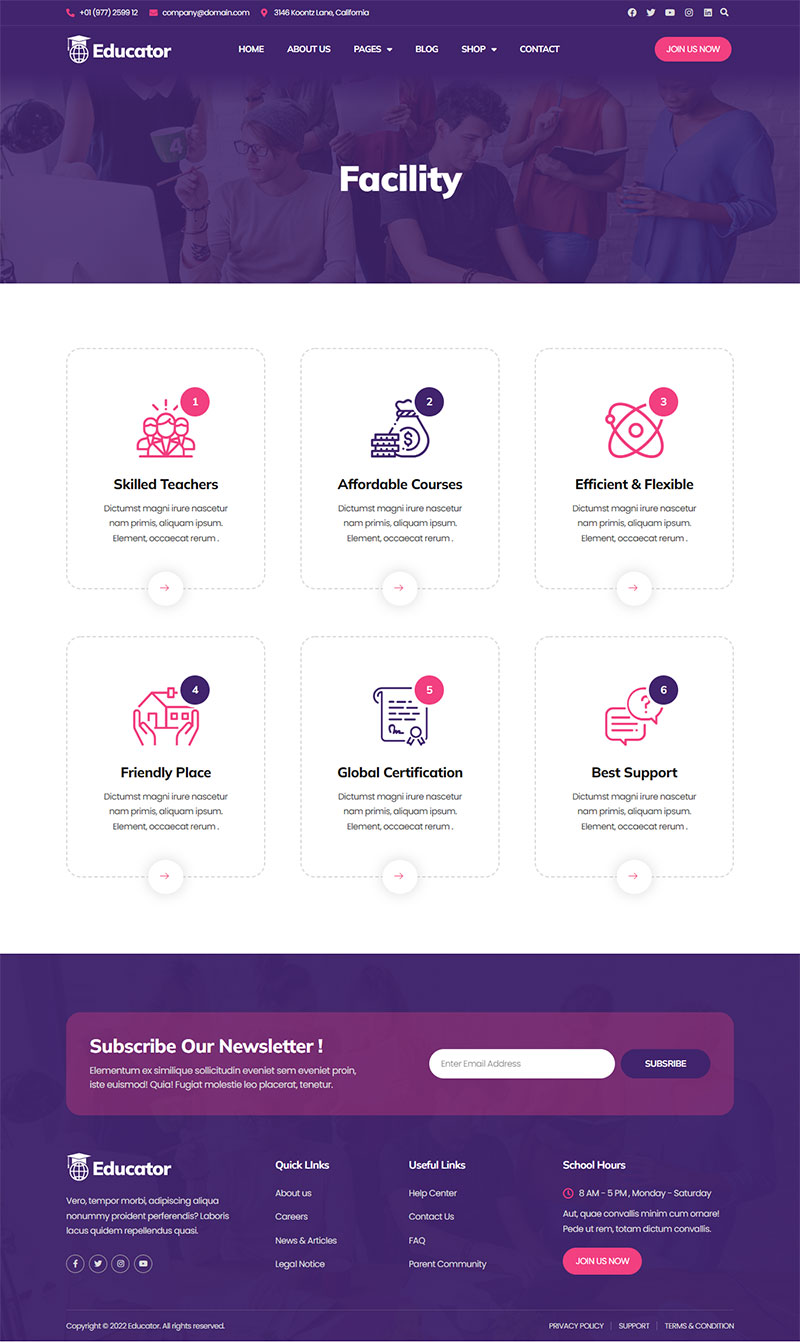 +01 (977) 2599 12 company@domain.com 3146 Koontz Lane, California
Educator HOME ABOUT US PAGES BLOG SHOP CONTACT JOIN US NOW
4
Facility
1
Skilled Teachers
Dictumst magni irure nascetur
nam primis, aliquam ipsum.
Element, occaecat rerum .
2
$
Affordable Courses
Dictumst magni irure nascetur
nam primis, aliquam ipsum.
Element, occaecat rerum .
3
Efficient & Flexible
Dictumst magni irure nascetur
nam primis, aliquam ipsum.
Element, occaecat rerum .
4
Friendly Place
Dictumst magni irure nascetur
nam primis, aliquam ipsum.
Element, occaecat rerum .
5
Global Certification
Dictumst magni irure nascetur
nam primis, aliquam ipsum.
Element, occaecat rerum .
6
?
Best Support
Dictumst magni irure nascetur
nam primis, aliquam ipsum.
Element, occaecat rerum .
Subscribe Our Newsletter !
Elementum ex similique sollicitudin eveniet sem eveniet proin,
iste euismod! Quia! Fugiat molestie leo placerat, tenetur.
Enter Email Address SUBSRIBE
Educator
Vero, tempor morbi, adipiscing aliqua
nonummy proident perferendis? Laboris
lacus quidem repellendus quasi.
Quick LInks
About us
Careers
News & Articles
Legal Notice
Useful Links
Help Center
Contact Us
FAQ
Parent Community
School Hours
8 AM - 5 PM , Monday - Saturday
Aut, quae convallis minim cum ornare!
Pede ut rem, totam dictum convallis.
JOIN US NOW
Copyright © 2022 Educator. All rights reserved. PRIVACY POLICY | SUPPORT | TERMS & CONDITION